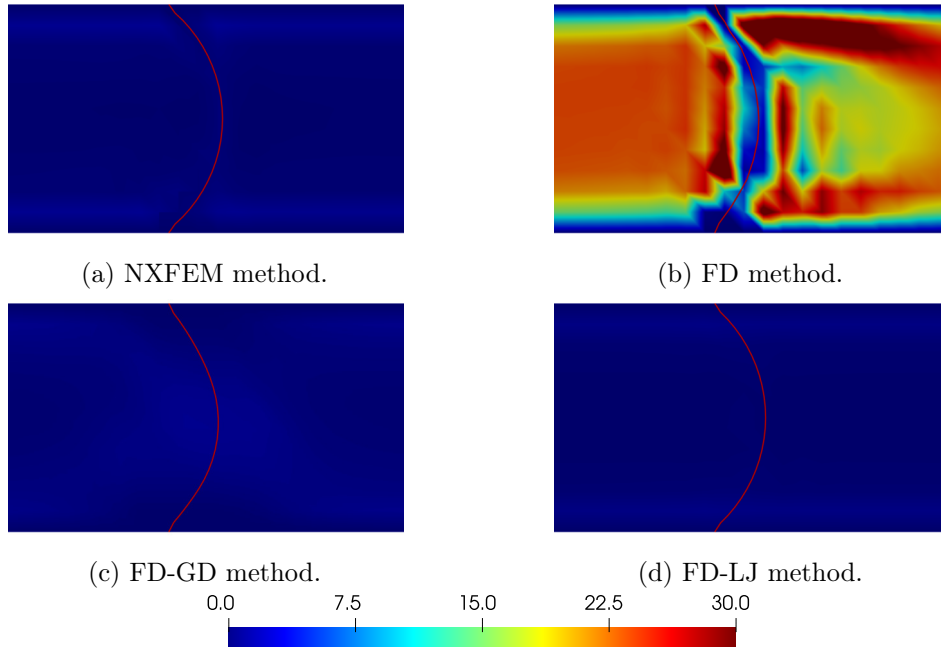 (a) NXFEM method.
(b) FD method.
(c) FD-GD method.
(d) FD-LJ method.
0.0 7.5 15.0 22.5 30.0